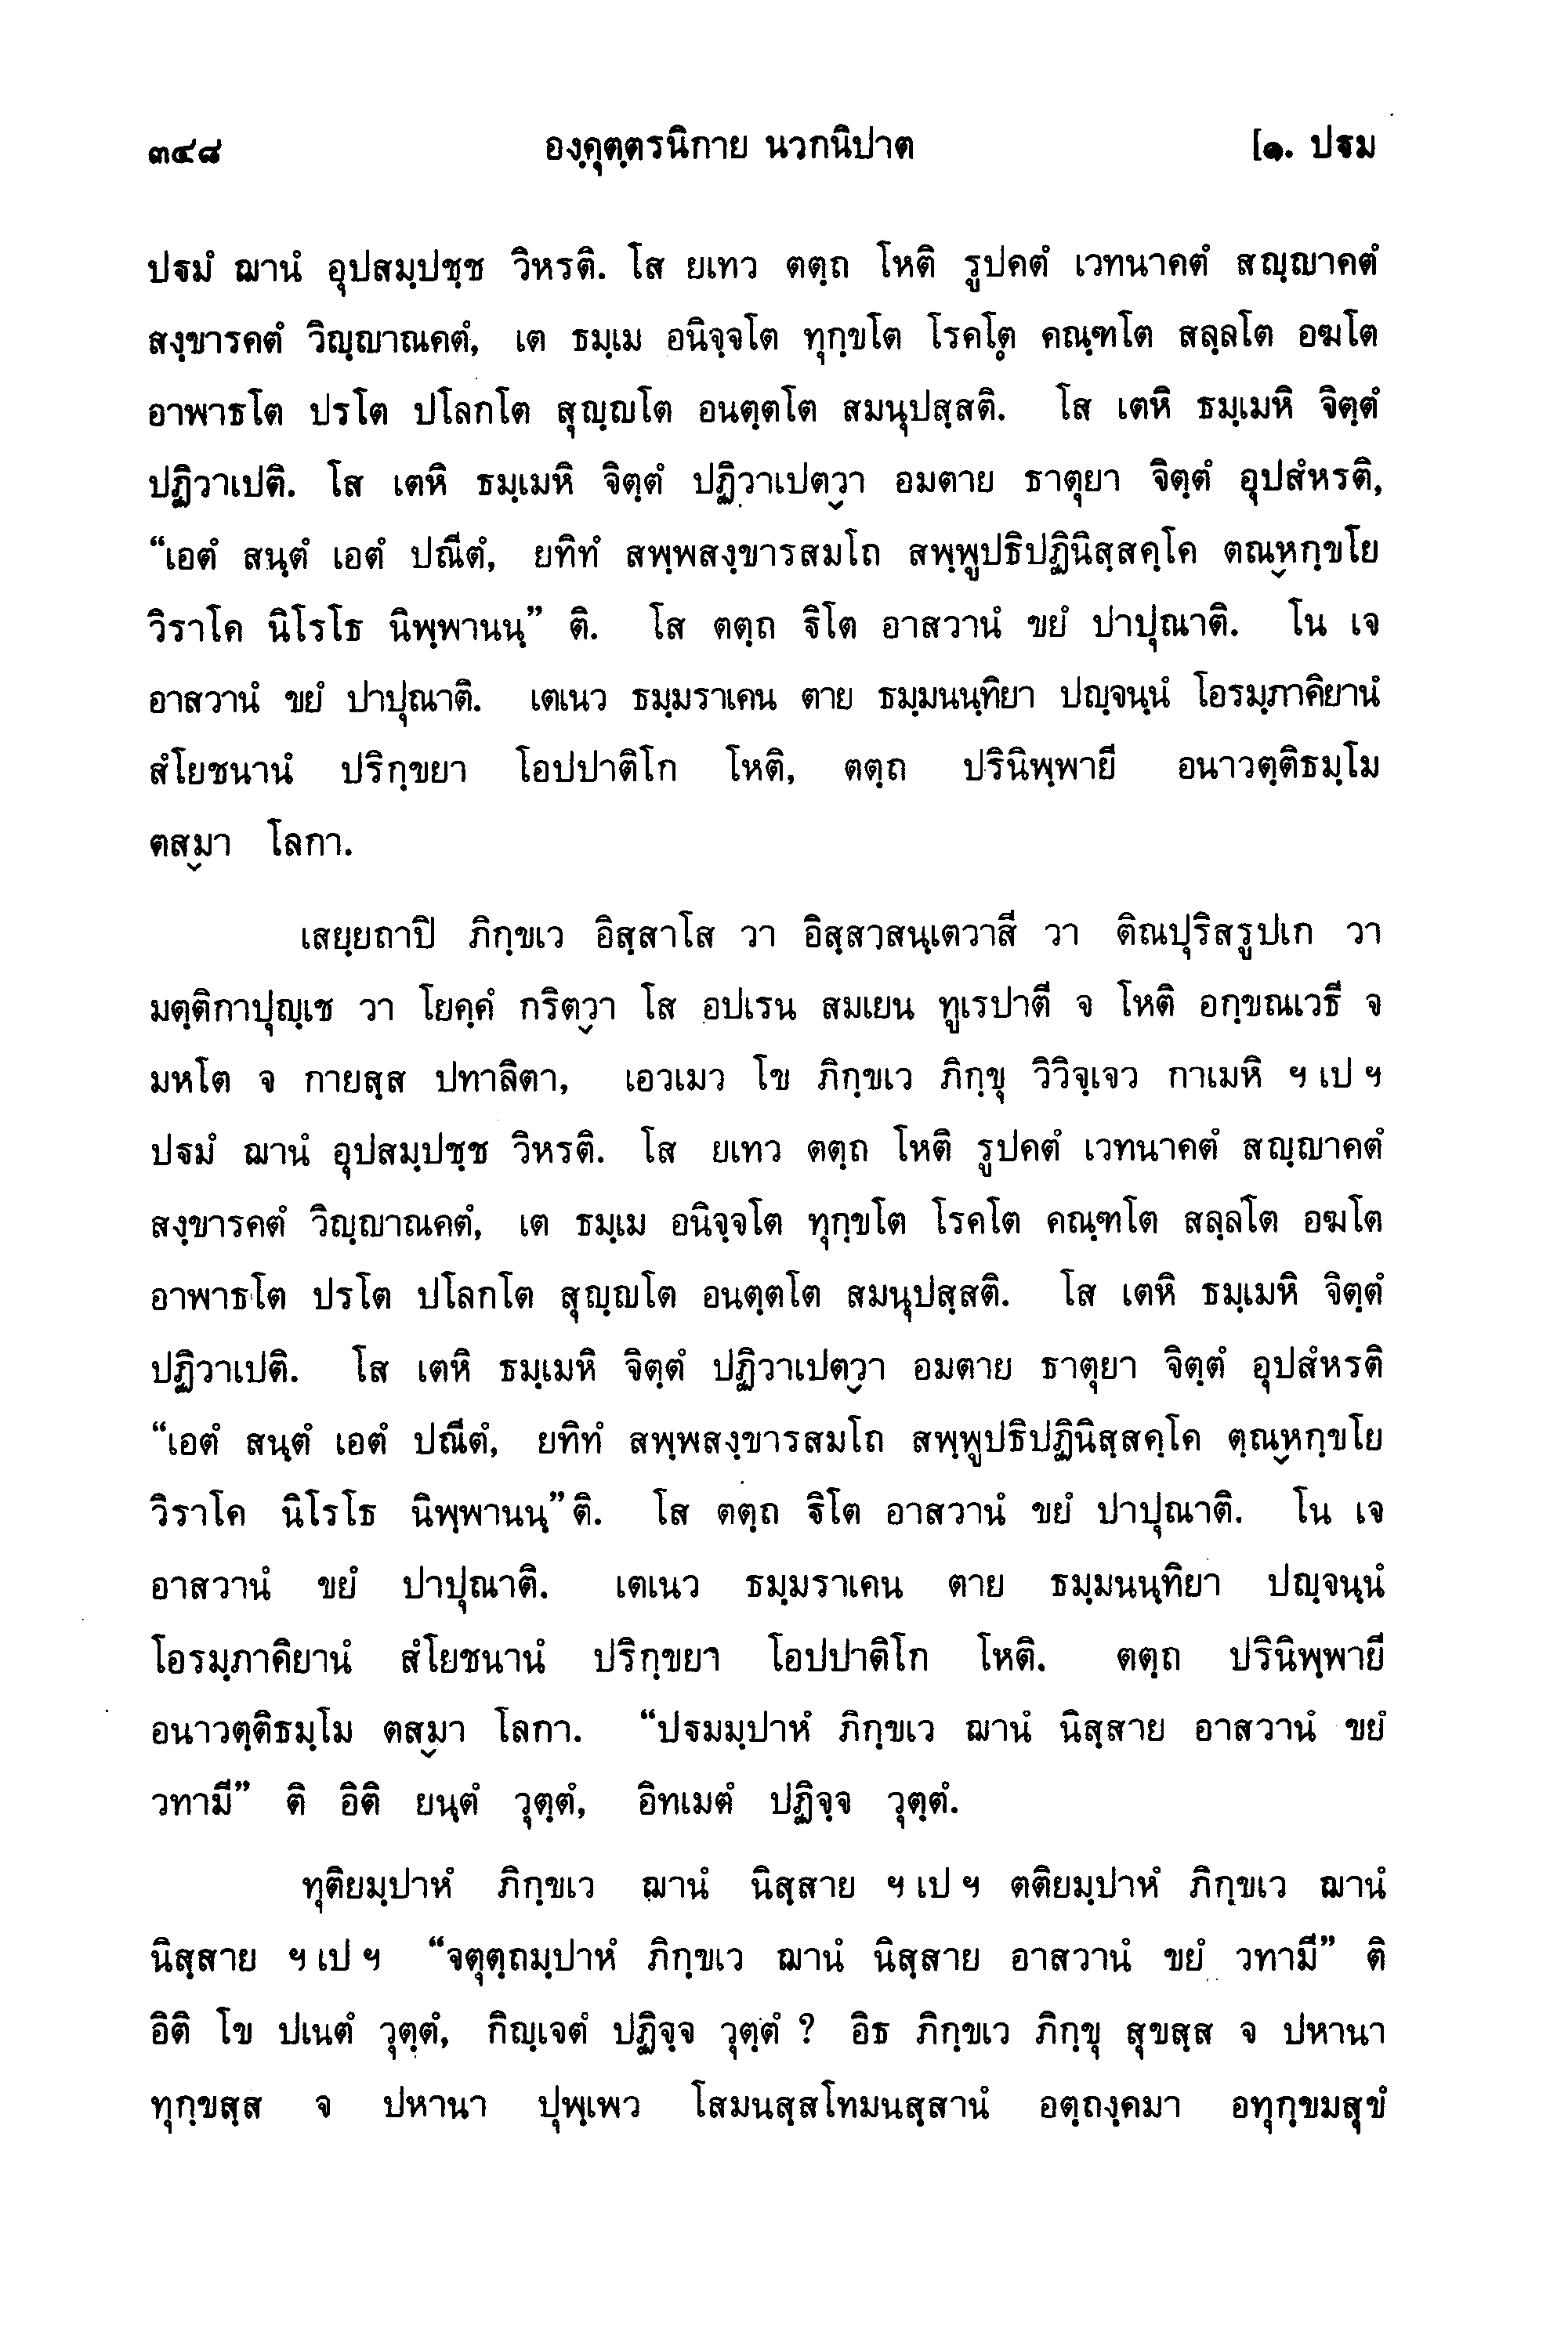 ๓๔๘ องฺคุตฺตรนิกาย นวกนิปาต [๑. ปฐม
ปฐมํ ฌานํ อุปสมฺปชฺช วิหรติ. โส ยเทว ตตฺถ โหติ รูปคตํ เวทนาคตํ สญฺญาคตํ
สงฺขารคตํ วิญฺญาณคตํ, เต ธมฺเม อนิจฺจโต ทุกฺขโต โรคโต คณฺฑโต สลฺลโต อฆโต
อาพาธโต ปรโต ปโลกโต สุญฺญโต อนตฺตโต สมนุปสฺสติ. โส เตหิ ธมฺเมหิ จิตฺตํ
ปฏิวาเปติ. โส เตหิ ธมฺเมหิ จิตฺตํ ปฏิวาเปตฺวา อมตาย ธาตุยา จิตฺตํ อุปสํหรติ,
“เอตํ สนฺตํ เอตํ ปณีตํ, ยทิทํ สพฺพสงฺขารสมโถ สพฺพูปธิปฏินิสฺสคฺโค ตณฺหกฺขโย
วิราโค นิโรโธ นิพฺพานนฺ” ติ. โส ตตฺถ ฐิโต อาสวานํ ขยํ ปาปุณาติ. โน เจ
อาสวานํ ขยํ ปาปุณาติ. เตเนว ธมฺมราเคน ตาย ธมฺมนนฺทิยา ปญฺจนฺนํ โอรมฺภาคิยานํ
สํโยชนานํ ปริกฺขยา โอปปาติโก โหติ, ตตฺถ ปรินิพฺพายี อนาวตฺติธมฺโม
ตสฺมา โลกา.
เสยฺยถาปิ ภิกฺขเว อิสฺสาโส วา อิสฺสาสนฺเตวาสี วา ติณปุริสรูปเก วา
มตฺติกาปุญฺเช วา โยคฺคํ กริตฺวา โส อปเรน สมเยน ทูเรปาตี จ โหติ อกฺขณเวธี จ
มหโต จ กายสฺส ปทาลิตา, เอวเมว โข ภิกฺขเว ภิกฺขุ วิวิจฺเจว กาเมหิ ฯ เป ฯ
ปฐมํ ฌานํ อุปสมฺปชฺช วิหรติ. โส ยเทว ตตฺถ โหติ รูปคตํ เวทนาคตํ สญฺญาคตํ
สงฺขารคตํ วิญฺญาณคตํ, เต ธมฺเม อนิจฺจโต ทุกฺขโต โรคโต คณฺฑโต สลฺลโต อฆโต
อาพาธโต ปรโต ปโลกโต สุญฺญโต อนตฺตโต สมนุปสฺสติ. โส เตหิ ธมฺเมหิ จิตฺตํ
ปฏิวาเปติ. โส เตหิ ธมฺเมหิ จิตฺตํ ปฏิวาเปตฺวา อมตาย ธาตุยา จิตฺตํ อุปสํหรติ
“เอตํ สนฺตํ เอตํ ปณีตํ, ยทิทํ สพฺพสงฺขารสมโถ สพฺพูปธิปฏินิสฺสคฺโค ตฺณฺหกฺขโย
วิราโค นิโรโธ นิพฺพานนฺ” ติ. โส ตตฺถ ฐิโต อาสวานํ ขยํ ปาปุณาติ. โน เจ
อาสวานํ ขยํ ปาปุณาติ. เตเนว ธมฺมราเคน ตาย ธมฺมนนฺทิยา ปญฺจนฺนํ
โอรมฺภาคิยานํ สํโยชนานํ ปริกฺขยา โอปปาติโก โหติ. ตตฺถ ปรินิพฺพายี
อนาวตฺติธมฺโม ตสฺมา โลกา. “ปฐมมฺปาหํ ภิกฺขเว ฌานํ นิสฺสาย อาสวานํ ขยํ
วทามี” ติ อิติ ยนฺตํ วุตฺตํ, อิทเมตํ ปฏิจฺจ วุตฺตํ.
ทุติยมฺปาหํ ภิกฺขเว ฌานํ นิสฺสาย ฯ เป ฯ ตติยมฺปาหํ ภิกฺขเว ฌานํ
นิสฺสาย ฯ เป ฯ “จตุตฺถมฺปาหํ ภิกฺขเว ฌานํ นิสฺสาย อาสวานํ ขยํ วทามี” ติ
อิติ โข ปเนตํ วุตฺตํ, กิญฺเจตํ ปฏิจฺจ วุตฺตํ ? อิธ ภิกฺขเว ภิกฺขุ สุขสฺส จ ปหานา
ทุกฺขสฺส จ ปหานา ปุพฺเพว โสมนสฺสโทมนสฺสานํ อตฺถงฺคมา อทุกฺขมสุขํ